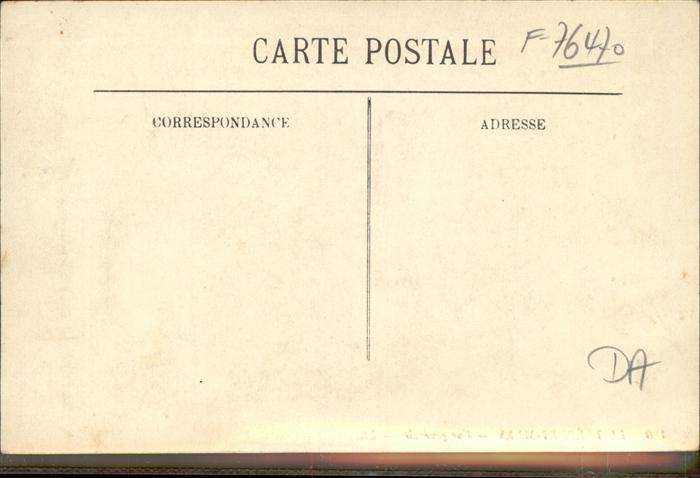 CARTE POSTALE
F-76470
CORRESPONDANCE
ADRESSE
DA